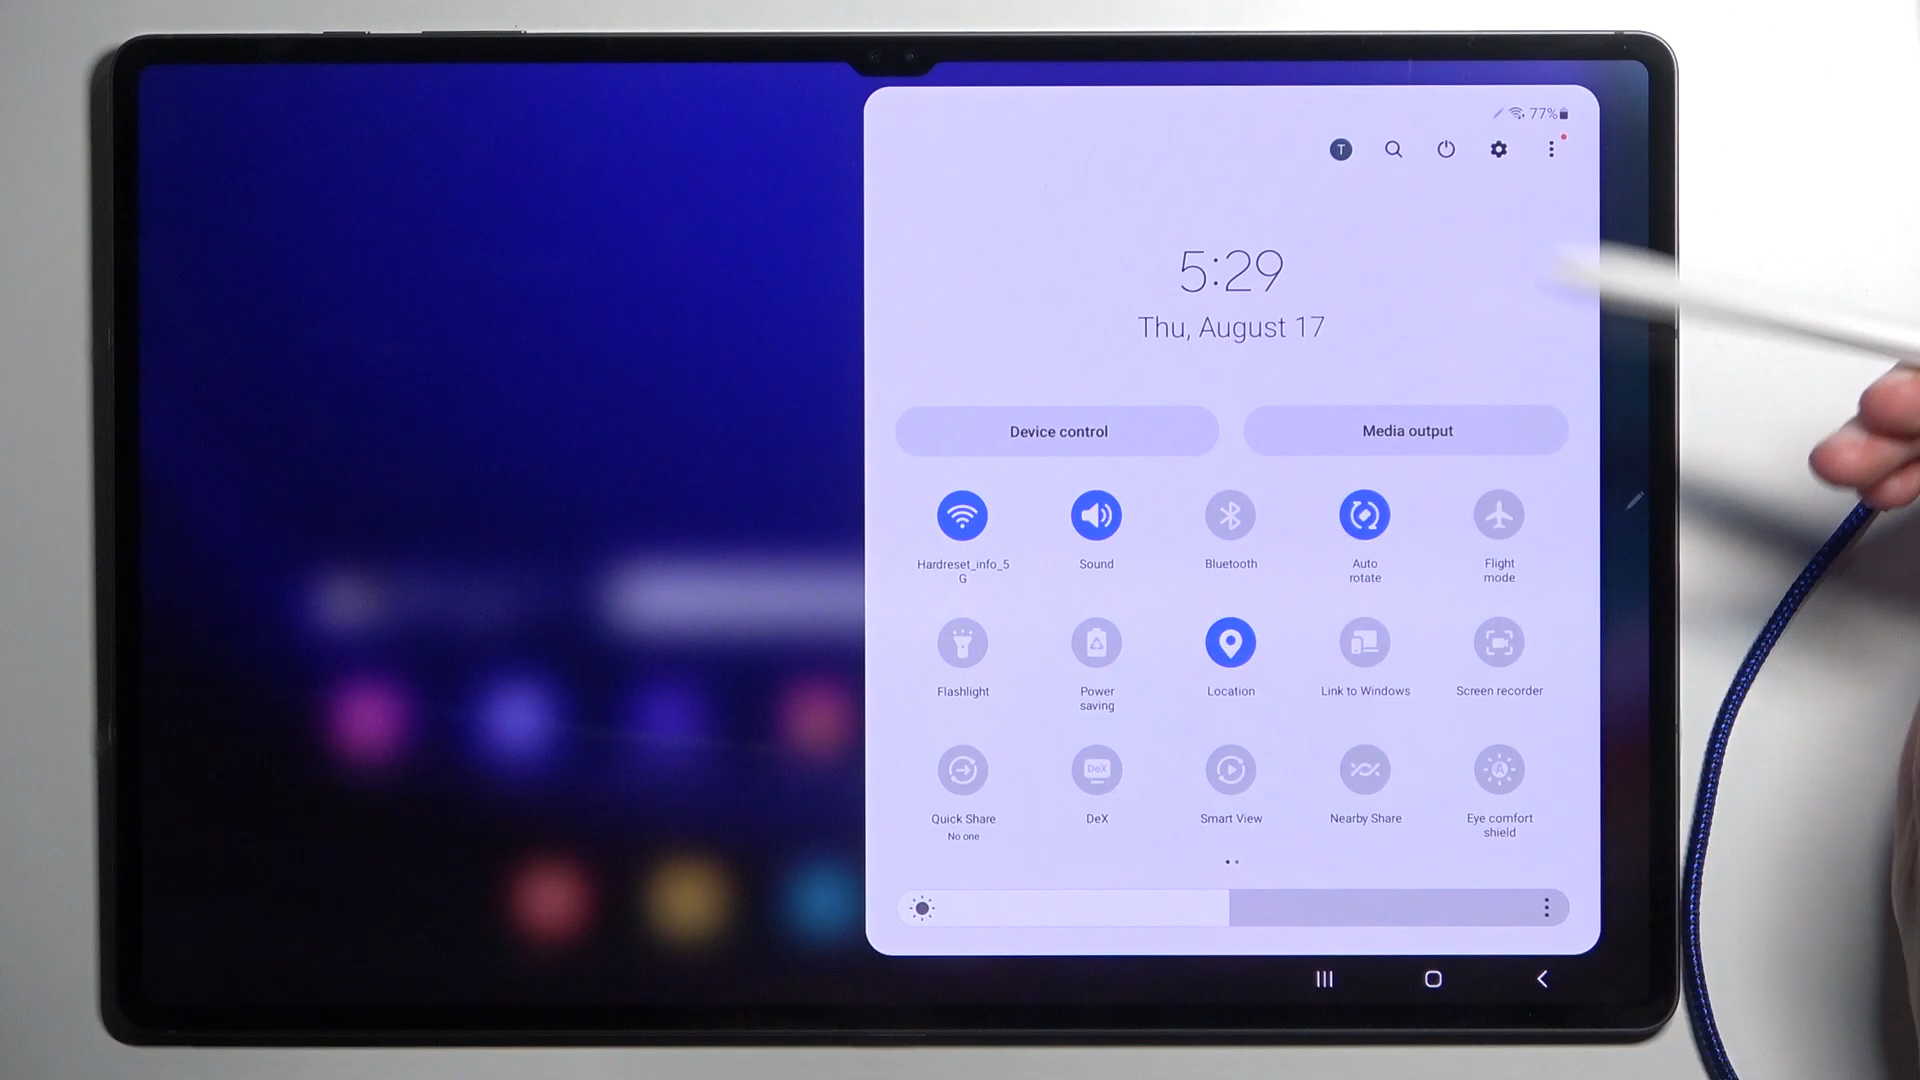 77%
T
5:29
Thu, August 17
Device control
Media output
Hardreset_info_5
G
Sound
Bluetooth
Auto
rotate
Flight
mode
Flashlight
Power
saving
Location
Link to Windows
Screen recorder
DeX
A
Quick Share
No one
DeX
Smart View
Nearby Share
Eye comfort
shield